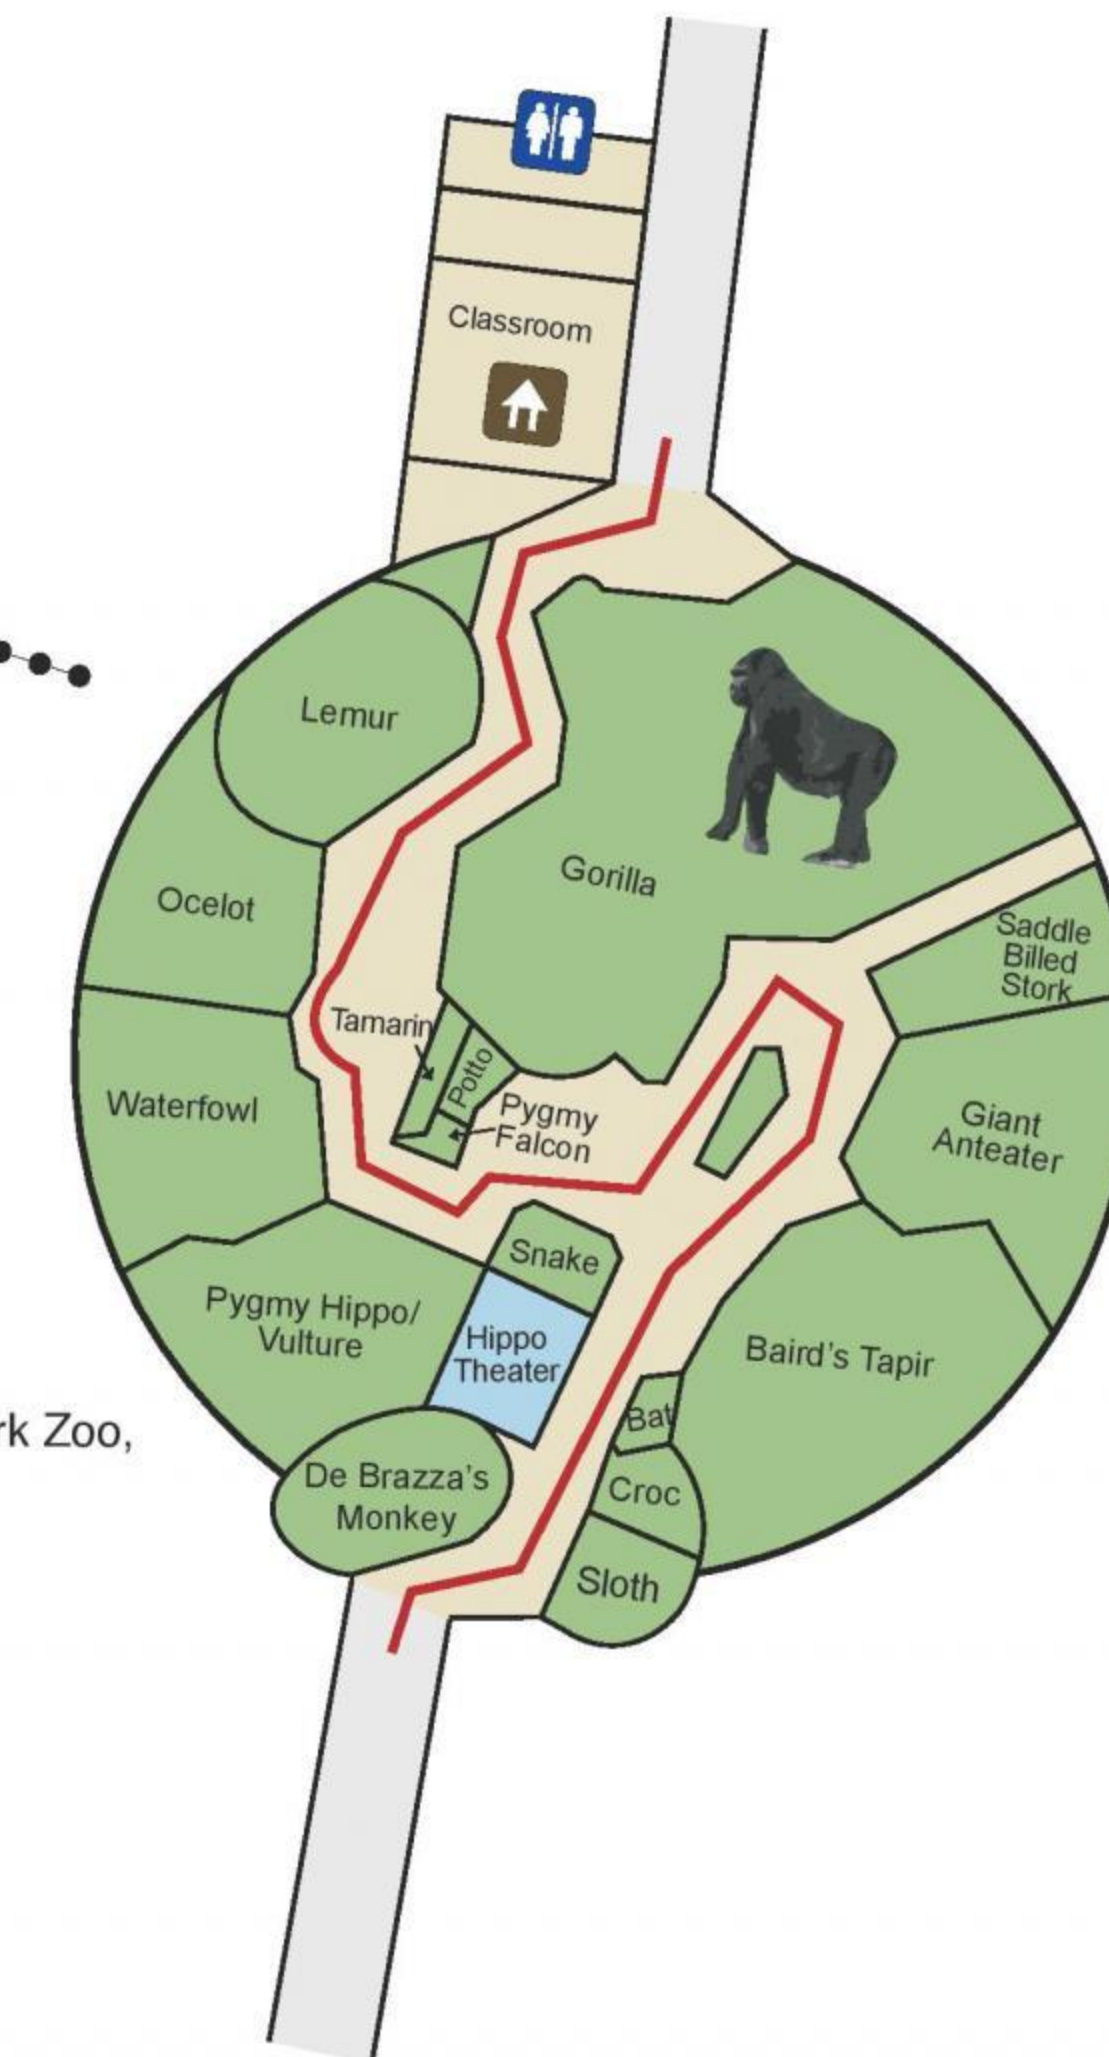 Classroom
Lemur
Gorilla
Ocelot
Saddle
Billed
Stork
Tamarin
Potto
Pygmy
Falcon
Waterfowl
Giant
Anteater
Snake
Pygmy Hippo/
Vulture
Hippo
Theater
Baird's Tapir
Bat
rk Zoo,
De Brazza's
Monkey
Croc
Sloth